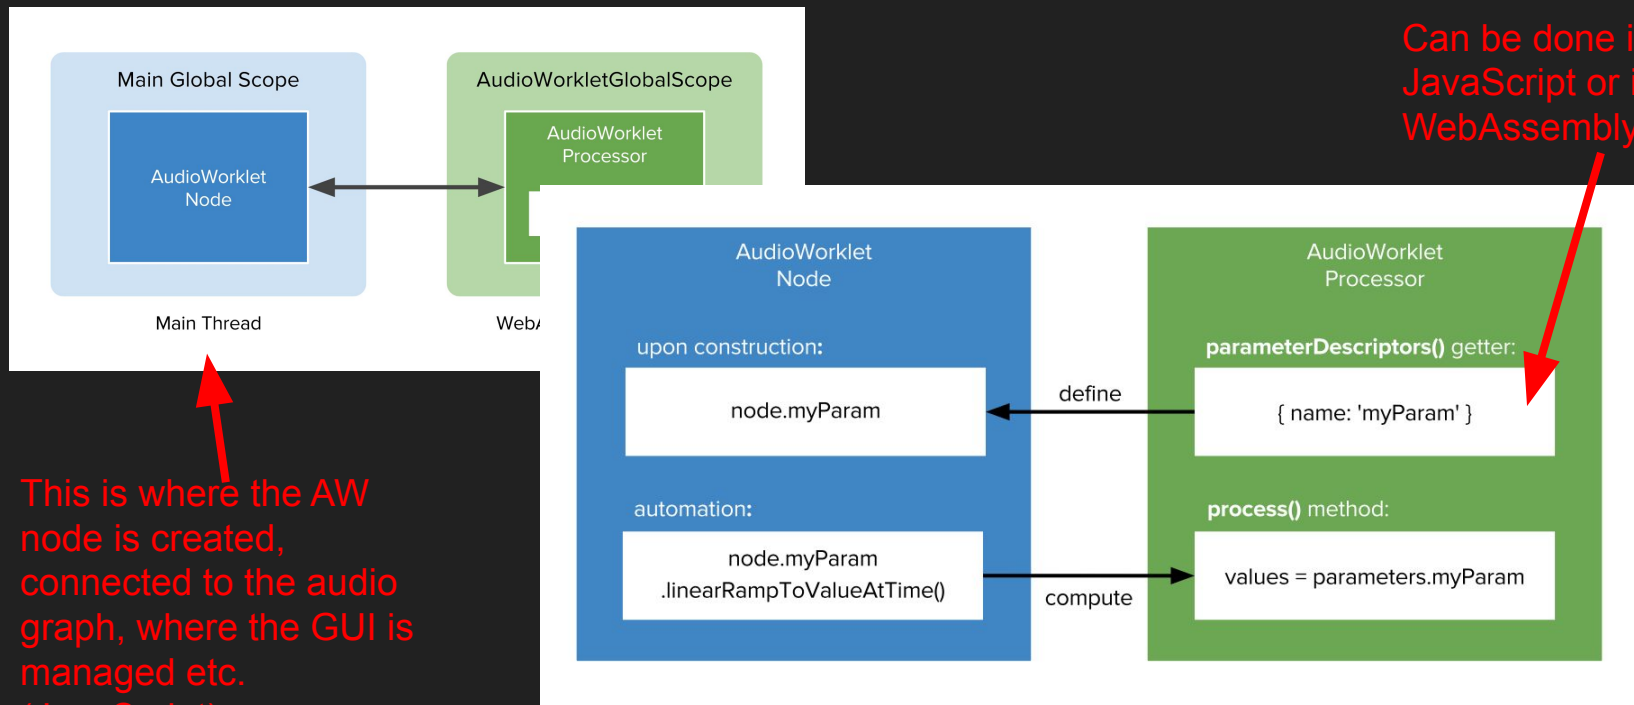 Main Global Scope
AudioWorklet
Node
Main Thread
AudioWorkletGlobalScope
AudioWorklet
Processor
Can be done
JavaScript or
WebAssembly
This is where the AW
node is created,
connected to the audio
graph, where the GUI is
managed etc.
AudioWorklet
Node
upon construction:
node.myParam
automation:
node.myParam
.linearRampToValueAtTime()
define
compute
AudioWorklet
Processor
parameterDescriptors() getter:
{ name: 'myParam' }
process() method:
values = parameters.myParam